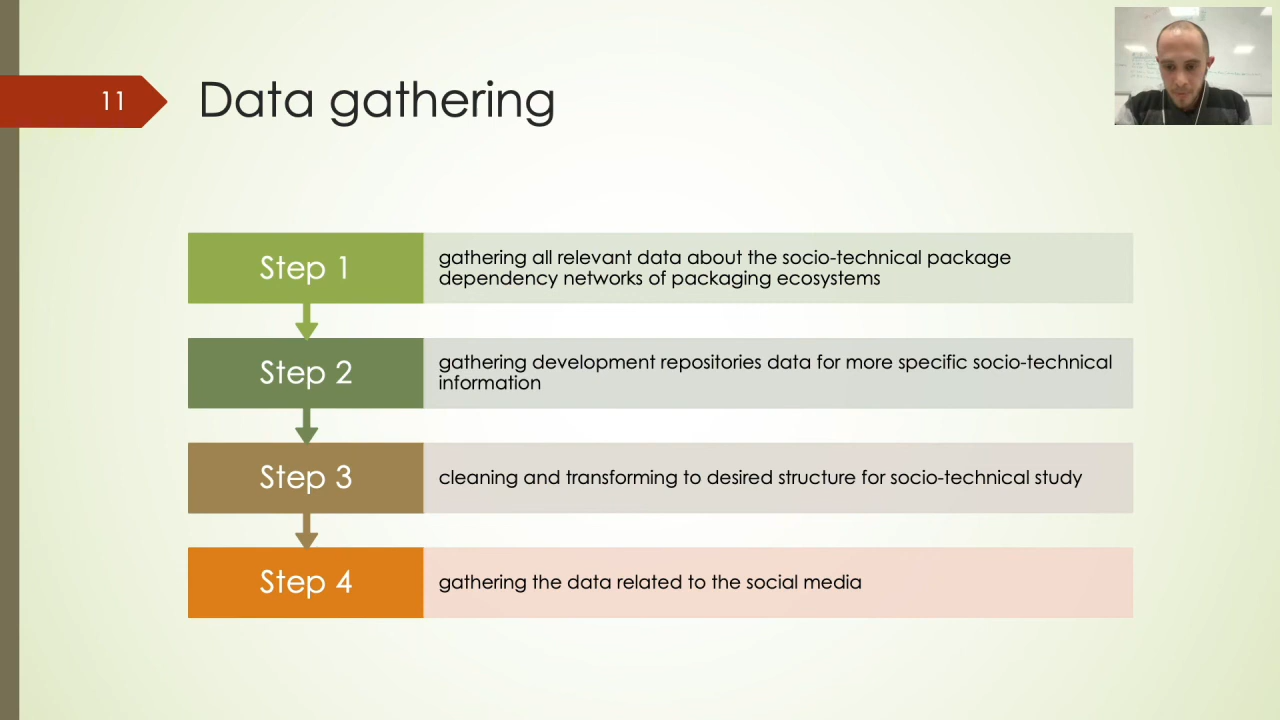 11
Data gathering
Step 1
gathering all relevant data about the socio-technical package
dependency networks of packaging ecosystems
Step 2
gathering development repositories data for more specific socio-technical
information
Step 3
cleaning and transforming to desired structure for socio-technical study
Step 4
gathering the data related to the social media